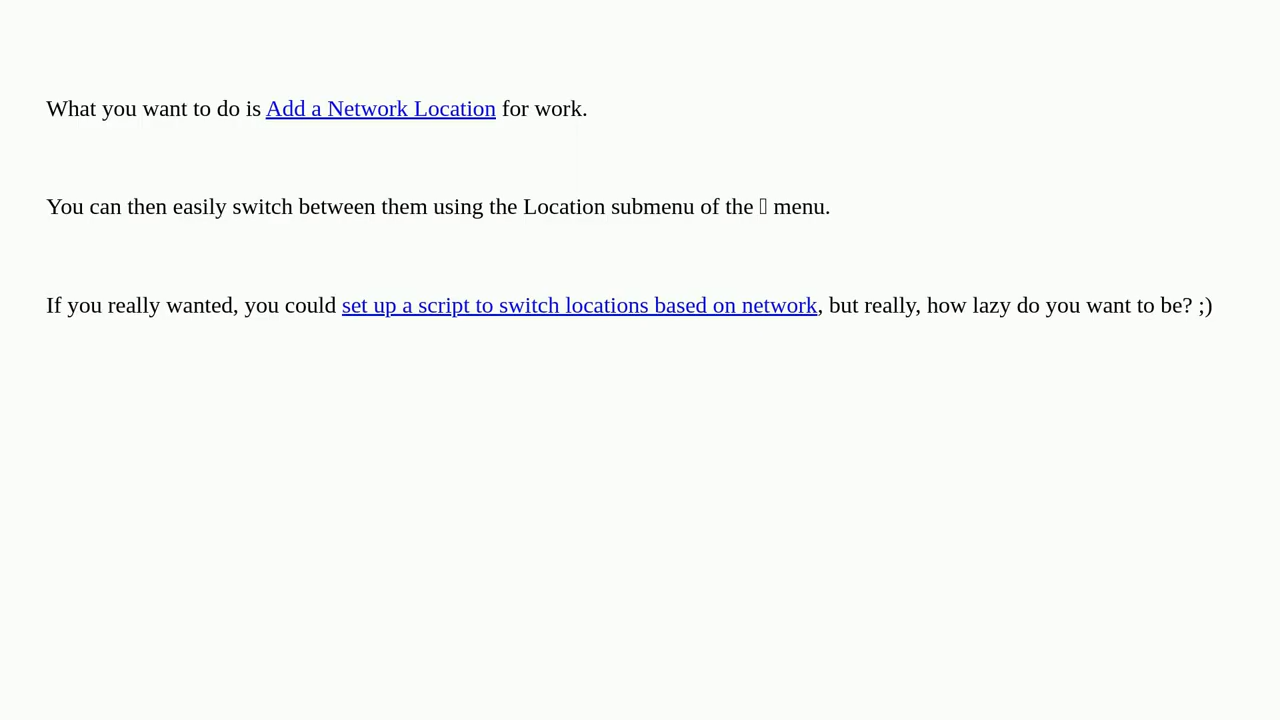 What you want to do is Add a Network Location for work.
You can then easily switch between them using the Location submenu of the  menu.
If you really wanted, you could set up a script to switch locations based on network, but really, how lazy do you want to be? ;)